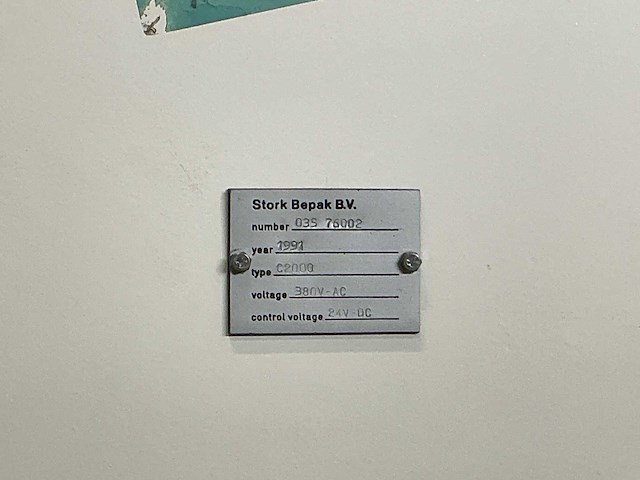 Stork Bepak B.V.
number 035 76002
year 1991
type C2000
voltage 380V-AC
control voltage 24V-DC